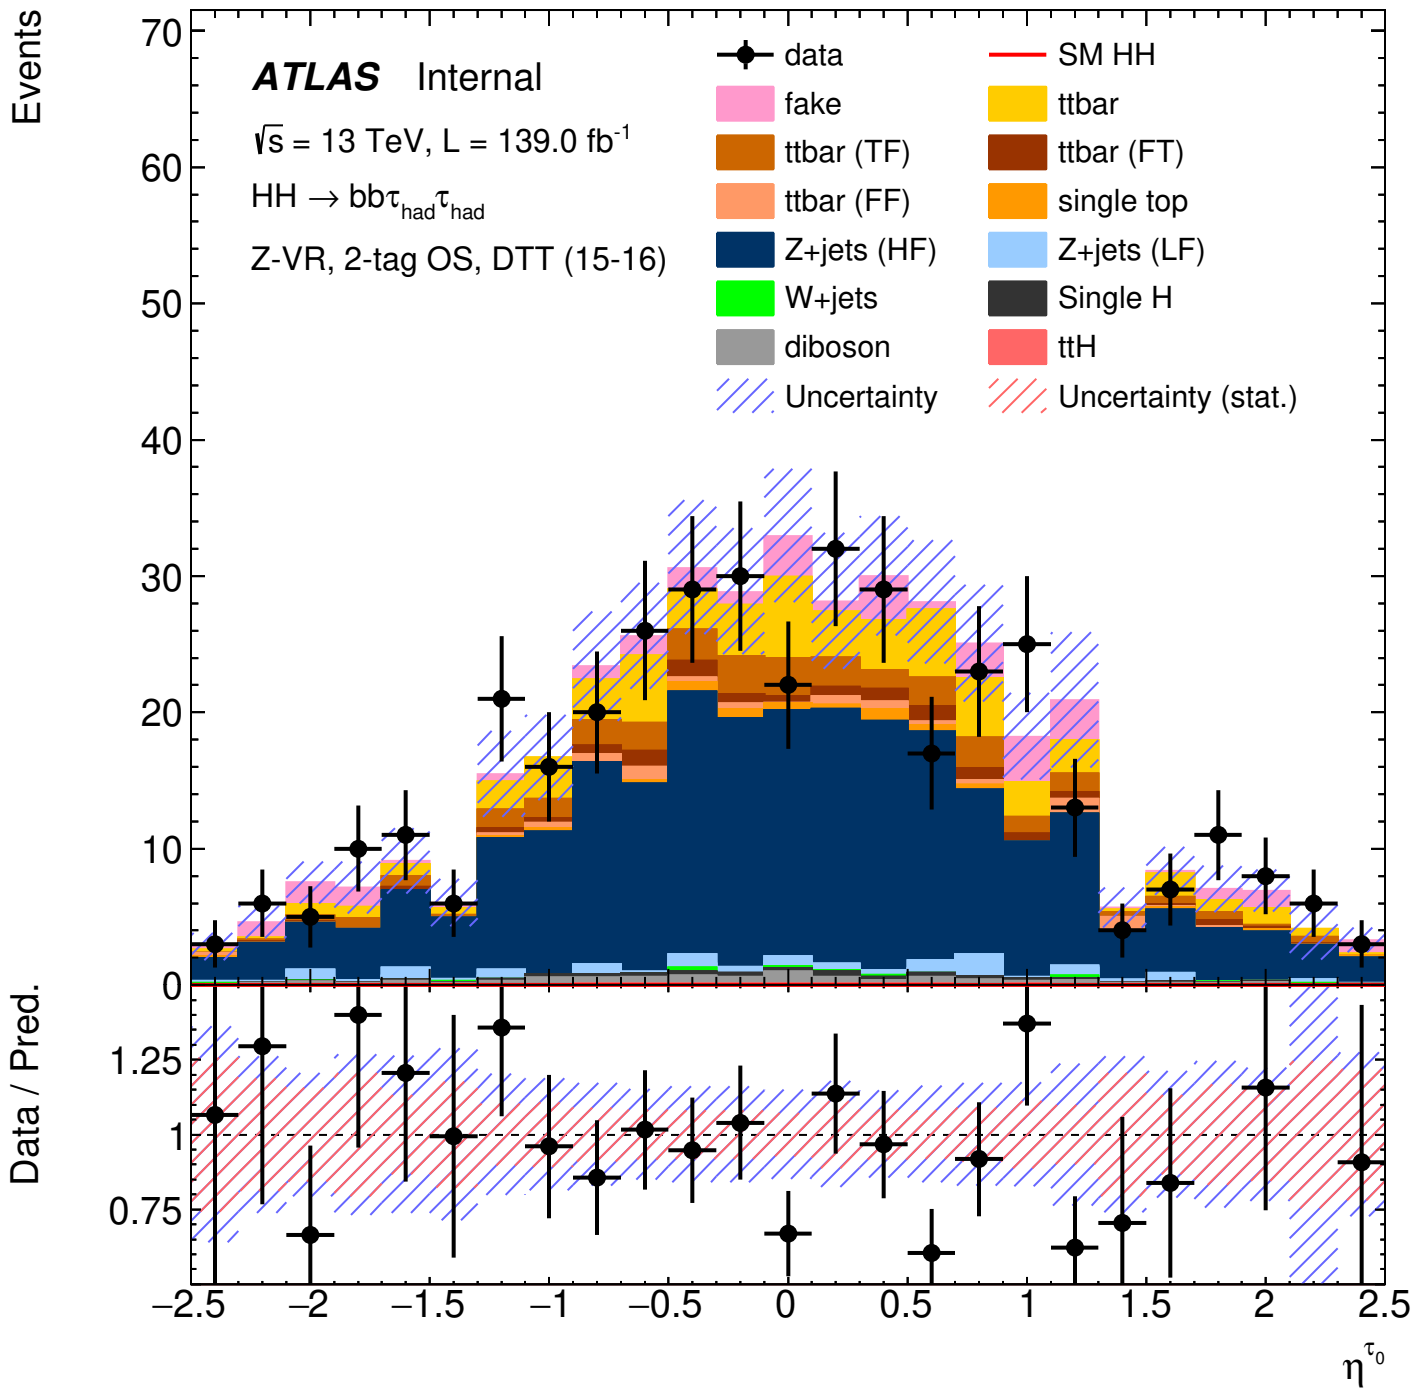 Events
70
60
50
40
30
20
10
0
ATLAS Internal
√s = 13 TeV, L = 139.0 fb⁻¹
HH → bbτ_had τ_had
Z-VR, 2-tag OS, DTT (15-16)
data SM HH
fake ttbar
ttbar (TF) ttbar (FT)
ttbar (FF) single top
Z+jets (HF) Z+jets (LF)
W+jets Single H
diboson ttH
Uncertainty Uncertainty (stat.)
Data / Pred.
1.25
1
0.75
−2.5 −2 −1.5 −1 −0.5 0 0.5 1 1.5 2 2.5
η^τ₀